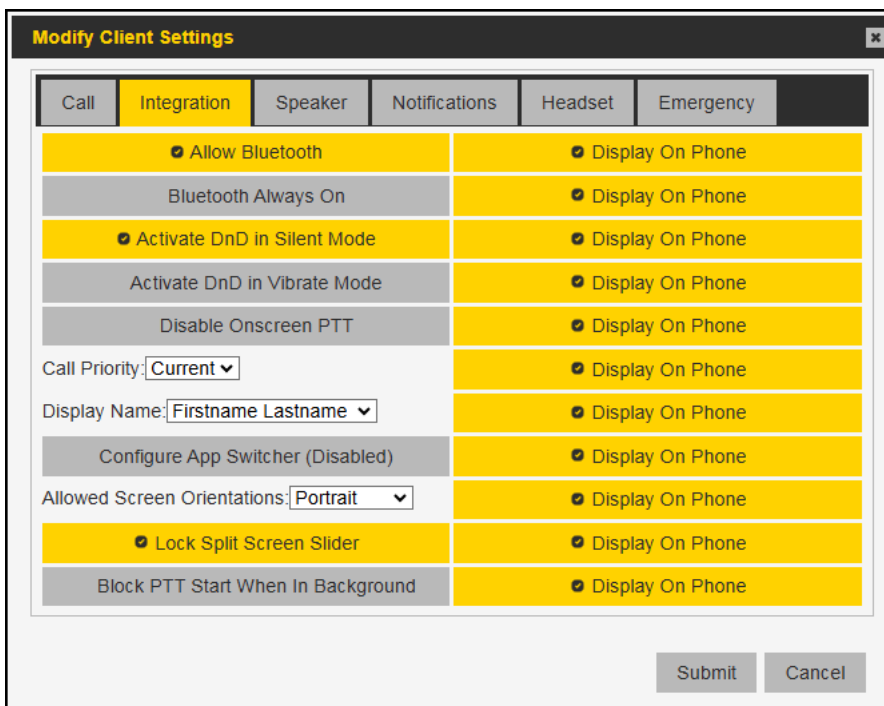 Modify Client Settings
Call Integration Speaker Notifications Headset Emergency
Allow Bluetooth Display On Phone
Bluetooth Always On Display On Phone
Activate DnD in Silent Mode Display On Phone
Activate DnD in Vibrate Mode Display On Phone
Disable Onscreen PTT Display On Phone
Call Priority: Current Display On Phone
Display Name: Firstname Lastname Display On Phone
Configure App Switcher (Disabled) Display On Phone
Allowed Screen Orientations: Portrait Display On Phone
Lock Split Screen Slider Display On Phone
Block PTT Start When In Background Display On Phone
Submit Cancel